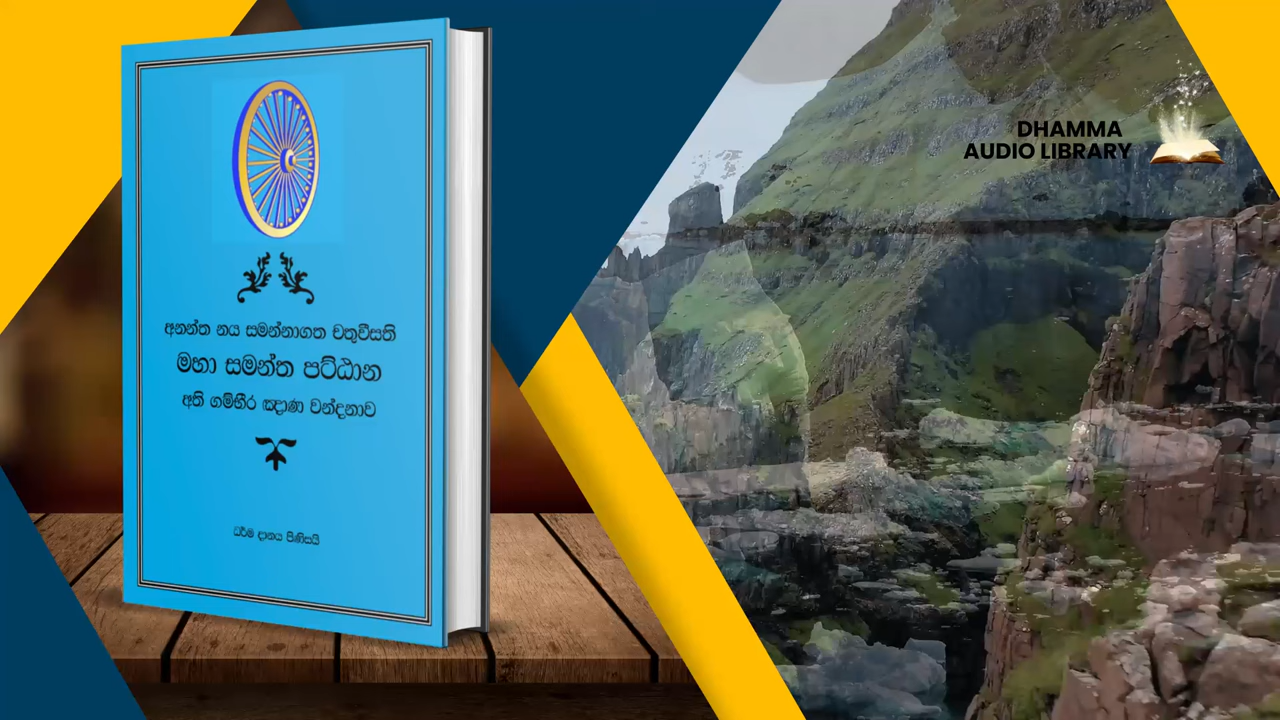 අනන්ත නය සමන්නාගත චතුවීසති
මහා සමන්ත පට්ඨාන
අති ගම්භීර ඤාණ වන්දනාව
ධර්ම දානය පිණිසයි
DHAMMA
AUDIO LIBRARY